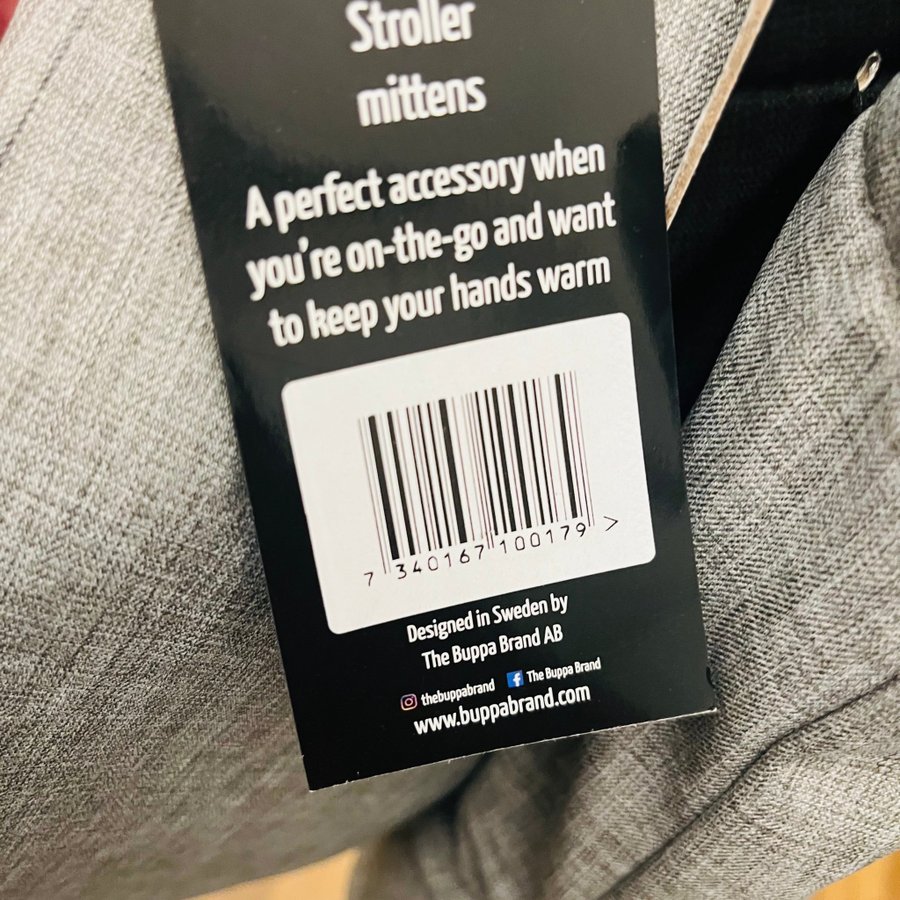 Stroller
mittens
A perfect accessory when
you're on-the-go and want
to keep your hands warm
7 340167 100179 >
Designed in Sweden by
The Buppa Brand AB
thebuppabrand The Buppa Brand
www.buppabrand.com